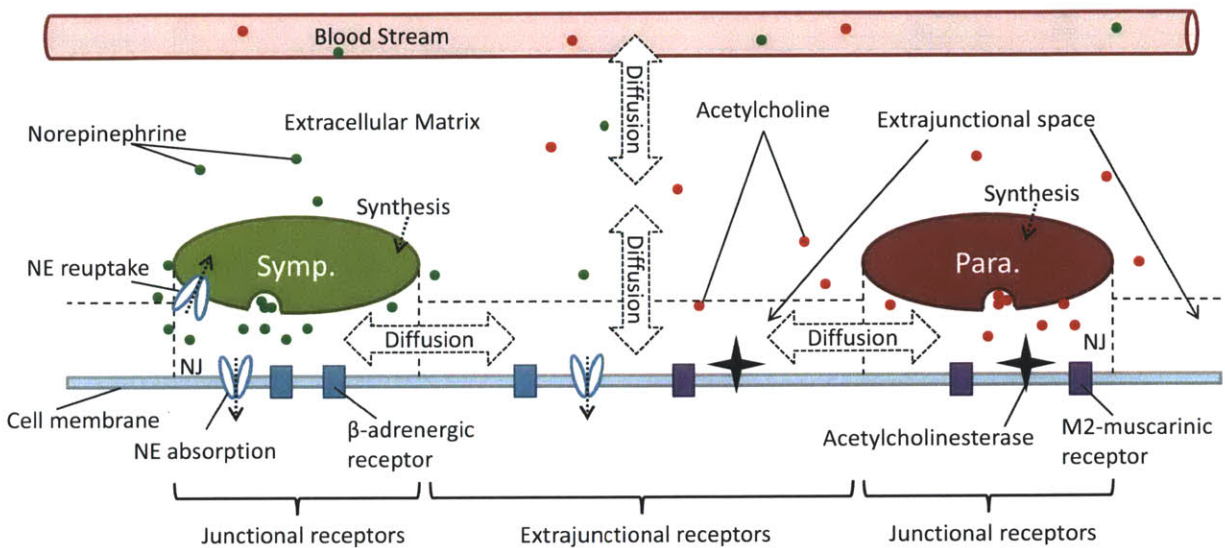 Blood Stream
Diffusion
Norepinephrine
Extracellular Matrix
Acetylcholine
Extrajunctional space
Synthesis
Synthesis
NE reuptake
Symp.
Diffusion
Para.
Diffusion
Diffusion
NJ
NJ
Cell membrane
NE absorption
β-adrenergic
receptor
Acetylcholinesterase
M2-muscarinic
receptor
Junctional receptors
Extrajunctional receptors
Junctional receptors